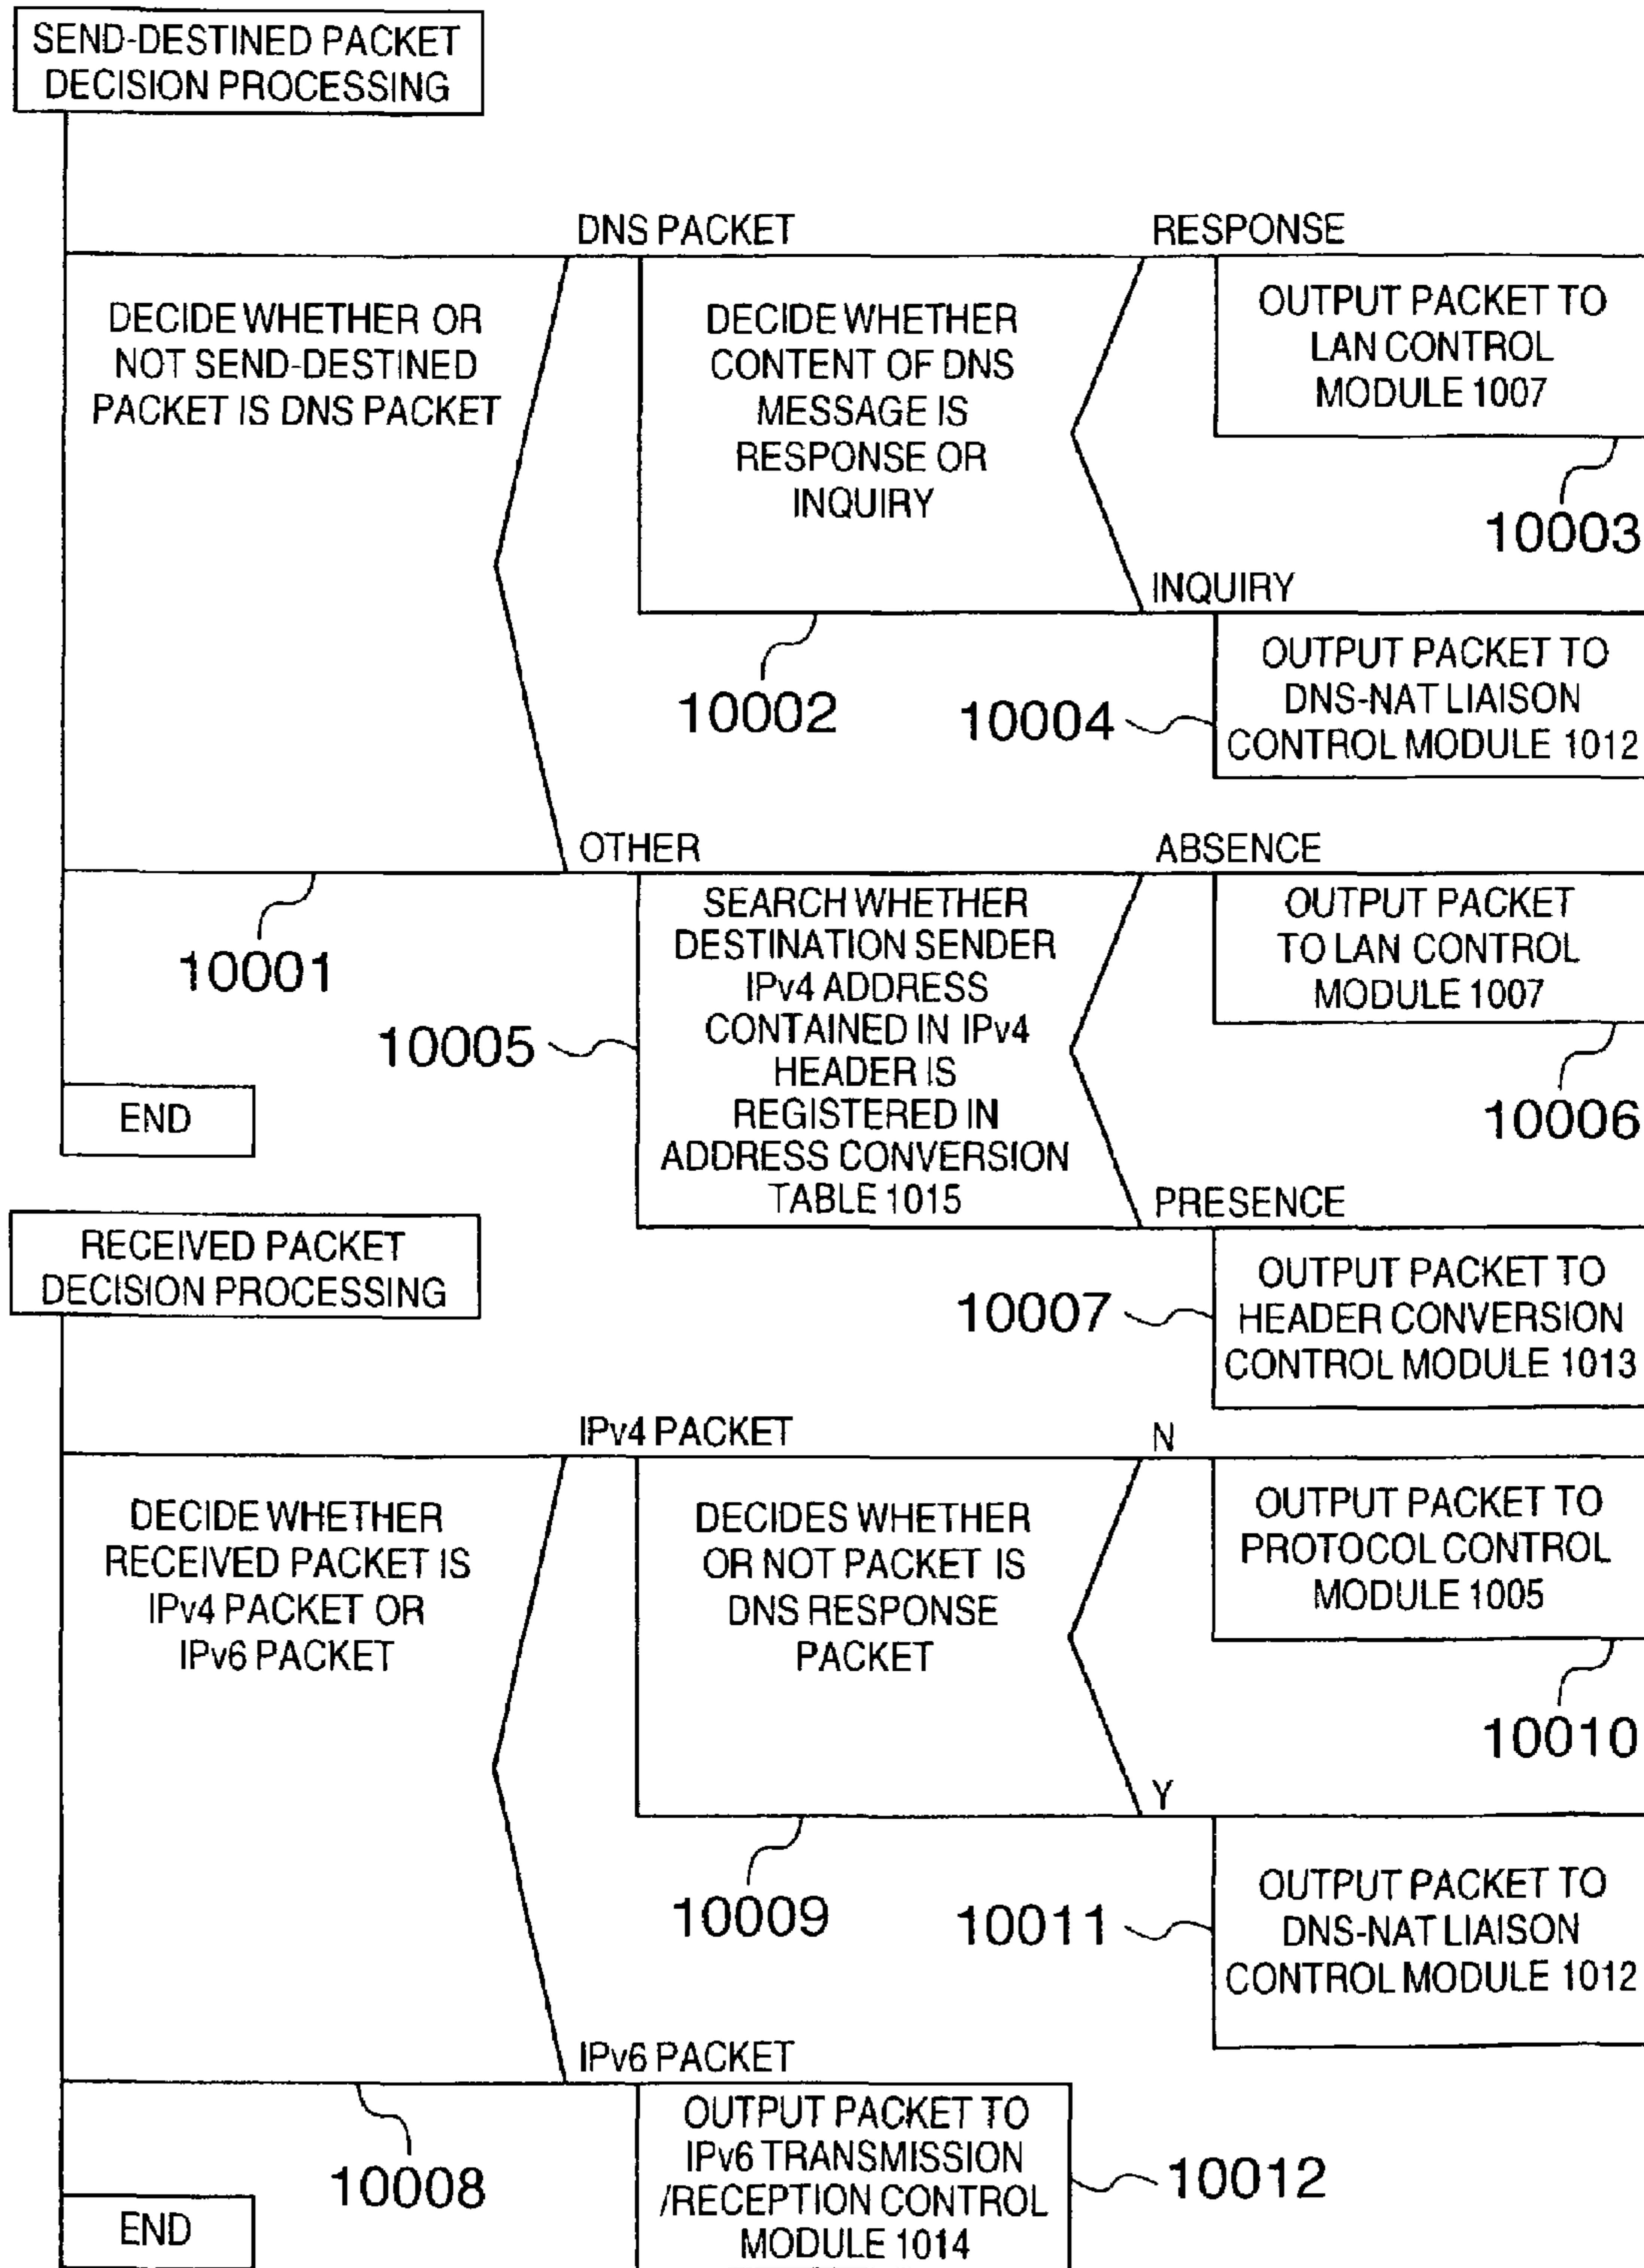 SEND-DESTINED PACKET
DECISION PROCESSING
DNS PACKET
RESPONSE
DECIDE WHETHER OR
NOT SEND-DESTINED
PACKET IS DNS PACKET
DECIDE WHETHER
CONTENT OF DNS
MESSAGE IS
RESPONSE OR
INQUIRY
OUTPUT PACKET TO
LAN CONTROL
MODULE 1007
10003
INQUIRY
10002
10004
OUTPUT PACKET TO
DNS-NAT LIAISON
CONTROL MODULE 1012
OTHER
ABSENCE
10001
10005
SEARCH WHETHER
DESTINATION SENDER
IPv4 ADDRESS
CONTAINED IN IPv4
HEADER IS
REGISTERED IN
ADDRESS CONVERSION
TABLE 1015
OUTPUT PACKET
TO LAN CONTROL
MODULE 1007
10006
END
PRESENCE
10007
OUTPUT PACKET TO
HEADER CONVERSION
CONTROL MODULE 1013
RECEIVED PACKET
DECISION PROCESSING
IPv4 PACKET
N
DECIDE WHETHER
RECEIVED PACKET IS
IPv4 PACKET OR
IPv6 PACKET
DECIDES WHETHER
OR NOT PACKET IS
DNS RESPONSE
PACKET
OUTPUT PACKET TO
PROTOCOL CONTROL
MODULE 1005
10010
Y
10009
10011
OUTPUT PACKET TO
DNS-NAT LIAISON
CONTROL MODULE 1012
IPv6 PACKET
10008
OUTPUT PACKET TO
IPv6 TRANSMISSION
/RECEPTION CONTROL
MODULE 1014
10012
END